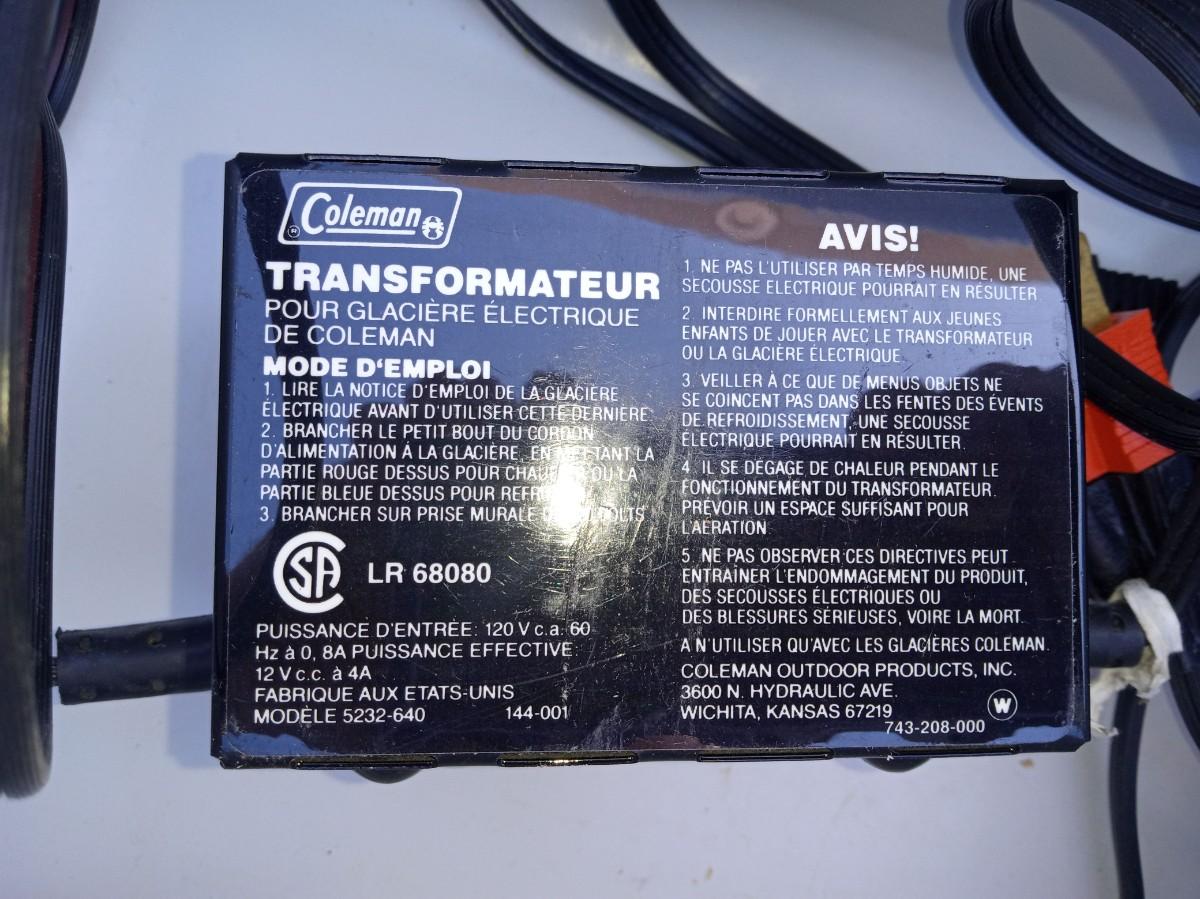 Coleman
TRANSFORMATEUR
POUR GLACIÈRE ÉLECTRIQUE
DE COLEMAN
MODE D'EMPLOI
1. LIRE LA NOTICE D'EMPLOI DE LA GLACIÈRE
ÉLECTRIQUE AVANT D'UTILISER CETTE DERNIÈRE
2. BRANCHER LE PETIT BOUT DU CORDON
D'ALIMENTATION À LA GLACIÈRE, EN METTANT LA
PARTIE ROUGE DESSUS POUR OU LA
PARTIE BLEUE DESSUS POUR
3. BRANCHER SUR PRISE MURALE VOLTS
CSA LR 68080
PUISSANCE D'ENTRÉE: 120 V c.a. 60
Hz à 0, 8A PUISSANCE EFFECTIVE:
12 V c.c. à 4A
FABRIQUE AUX ETATS-UNIS
MODÈLE 5232-640 144-001
AVIS!
1. NE PAS L'UTILISER PAR TEMPS HUMIDE, UNE
SECOUSSE ELECTRIQUE POURRAIT EN RÉSULTER.
2. INTERDIRE FORMELLEMENT AUX JEUNES
ENFANTS DE JOUER AVEC LE TRANSFORMATEUR
OU LA GLACIÈRE ÉLECTRIQUE.
3. VEILLER À CE QUE DE MENUS OBJETS NE
SE COINCENT PAS DANS LES FENTES DES ÉVENTS
DE REFROIDISSEMENT, UNE SECOUSSE
ÉLECTRIQUE POURRAIT EN RÉSULTER.
4. IL SE DÉGAGE DE CHALEUR PENDANT LE
FONCTIONNEMENT DU TRANSFORMATEUR.
PRÉVOIR UN ESPACE SUFFISANT POUR
L'AÉRATION.
5. NE PAS OBSERVER CES DIRECTIVES PEUT
ENTRAÎNER L'ENDOMMAGEMENT DU PRODUIT,
DES SECOUSSES ÉLECTRIQUES OU
DES BLESSURES SÉRIEUSES, VOIRE LA MORT.
A N'UTILISER QU'AVEC LES GLACIÈRES COLEMAN.
COLEMAN OUTDOOR PRODUCTS, INC.
3600 N. HYDRAULIC AVE.
WICHITA, KANSAS 67219
W
743-208-000